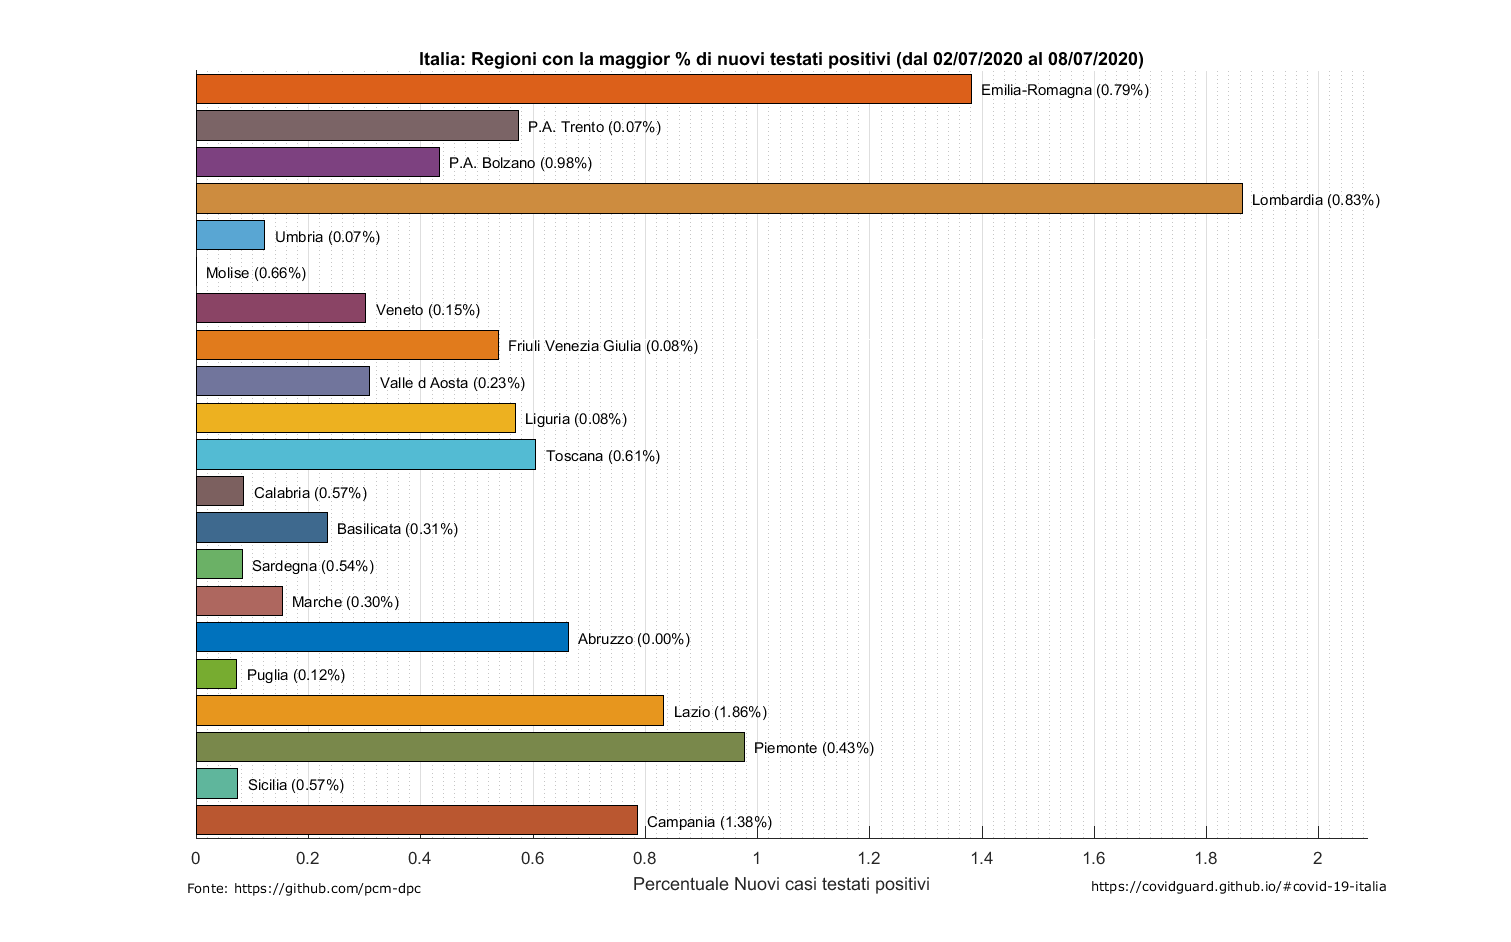 Italia: Regioni con la maggior % di nuovi testati positivi (dal 02/07/2020 al 08/07/2020)
Emilia-Romagna (0.79%)
P.A. Trento (0.07%)
P.A. Bolzano (0.98%)
Lombardia (0.83%)
Umbria (0.07%)
Molise (0.66%)
Veneto (0.15%)
Friuli Venezia Giulia (0.08%)
Valle d Aosta (0.23%)
Liguria (0.08%)
Toscana (0.61%)
Calabria (0.57%)
Basilicata (0.31%)
Sardegna (0.54%)
Marche (0.30%)
Abruzzo (0.00%)
Puglia (0.12%)
Lazio (1.86%)
Piemonte (0.43%)
Sicilia (0.57%)
Campania (1.38%)
0 0.2 0.4 0.6 0.8 1 1.2 1.4 1.6 1.8 2
Percentuale Nuovi casi testati positivi
Fonte: https://github.com/pcm-dpc
https://covidguard.github.io/#covid-19-italia